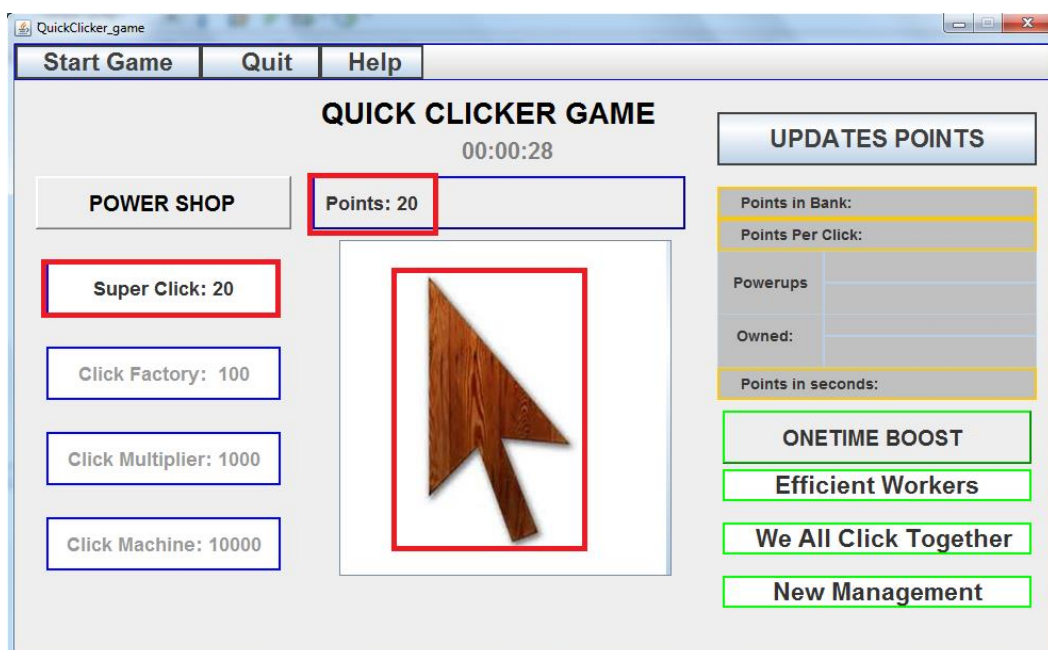 QuickClicker_game
Start Game Quit Help
QUICK CLICKER GAME
00:00:28
UPDATES POINTS
POWER SHOP
Points: 20
Points in Bank:
Points Per Click:
Super Click: 20
Powerups
Owned:
Click Factory: 100
Points in seconds:
ONETIME BOOST
Click Multiplier: 1000
Efficient Workers
Click Machine: 10000
We All Click Together
New Management